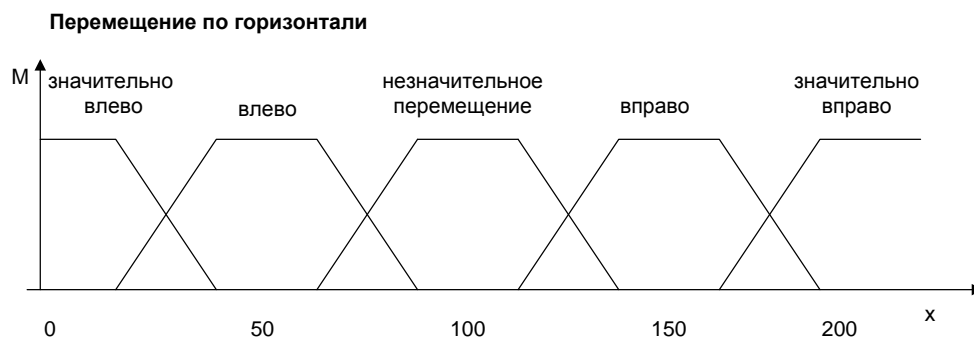 Перемещение по горизонтали
М
значительно
влево
влево
незначительное
перемещение
вправо
значительно
вправо
0 50 100 150 200
x